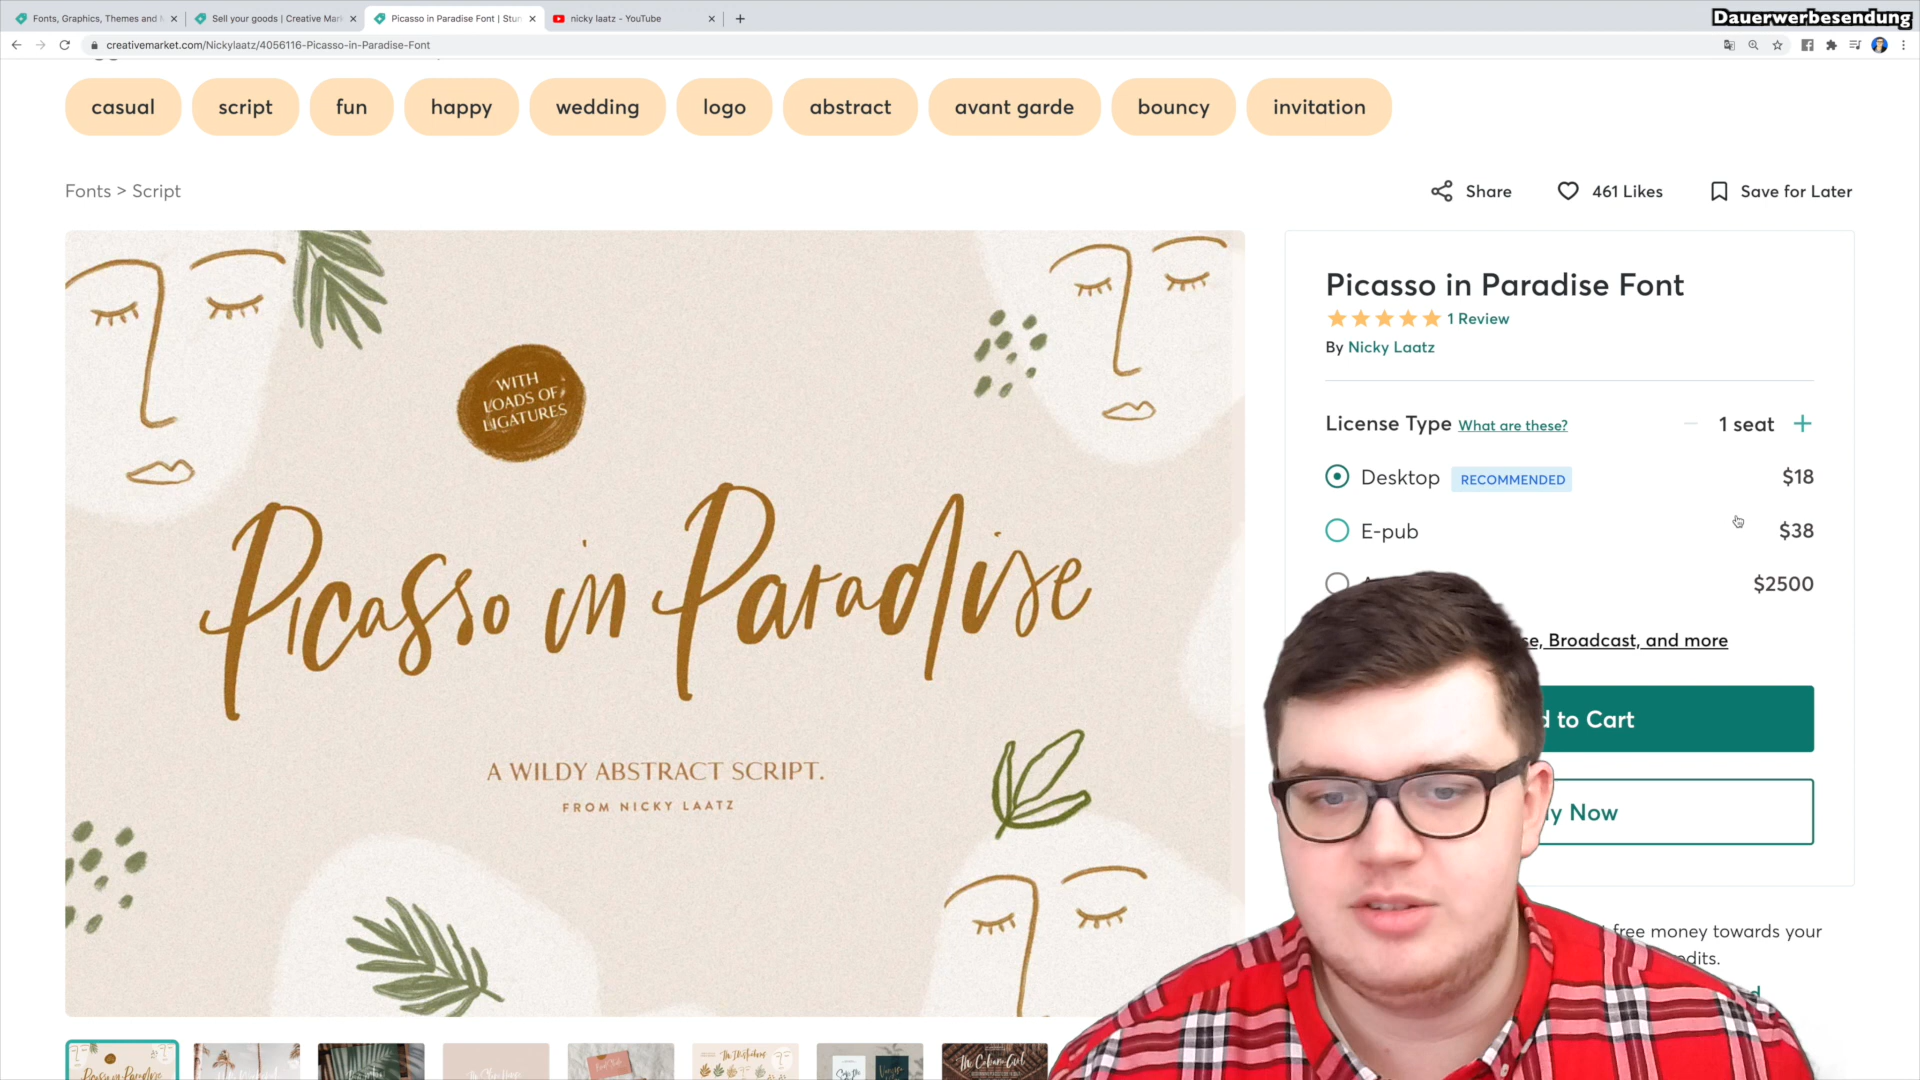 Fonts, Graphics, Themes and
Sell your goods | Creative Mar
Picasso in Paradise Font | Stun
nicky laatz - YouTube
Dauerwerbesendung
creativemarket.com/Nickylaatz/4056116-Picasso-in-Paradise-Font
casual
script
fun
happy
wedding
logo
abstract
avant garde
bouncy
invitation
Fonts > Script
Share
461 Likes
Save for Later
WITH
LOADS OF
LIGATURES
Picasso in Paradise
A WILDY ABSTRACT SCRIPT.
FROM NICKY LAATZ
Picasso in Paradise Font
1 Review
By Nicky Laatz
License Type What are these?
1 seat
Desktop RECOMMENDED $18
E-pub $38
$2500
se, Broadcast, and more
d to Cart
y Now
free money towards your
edits.
Picasso in Paradise